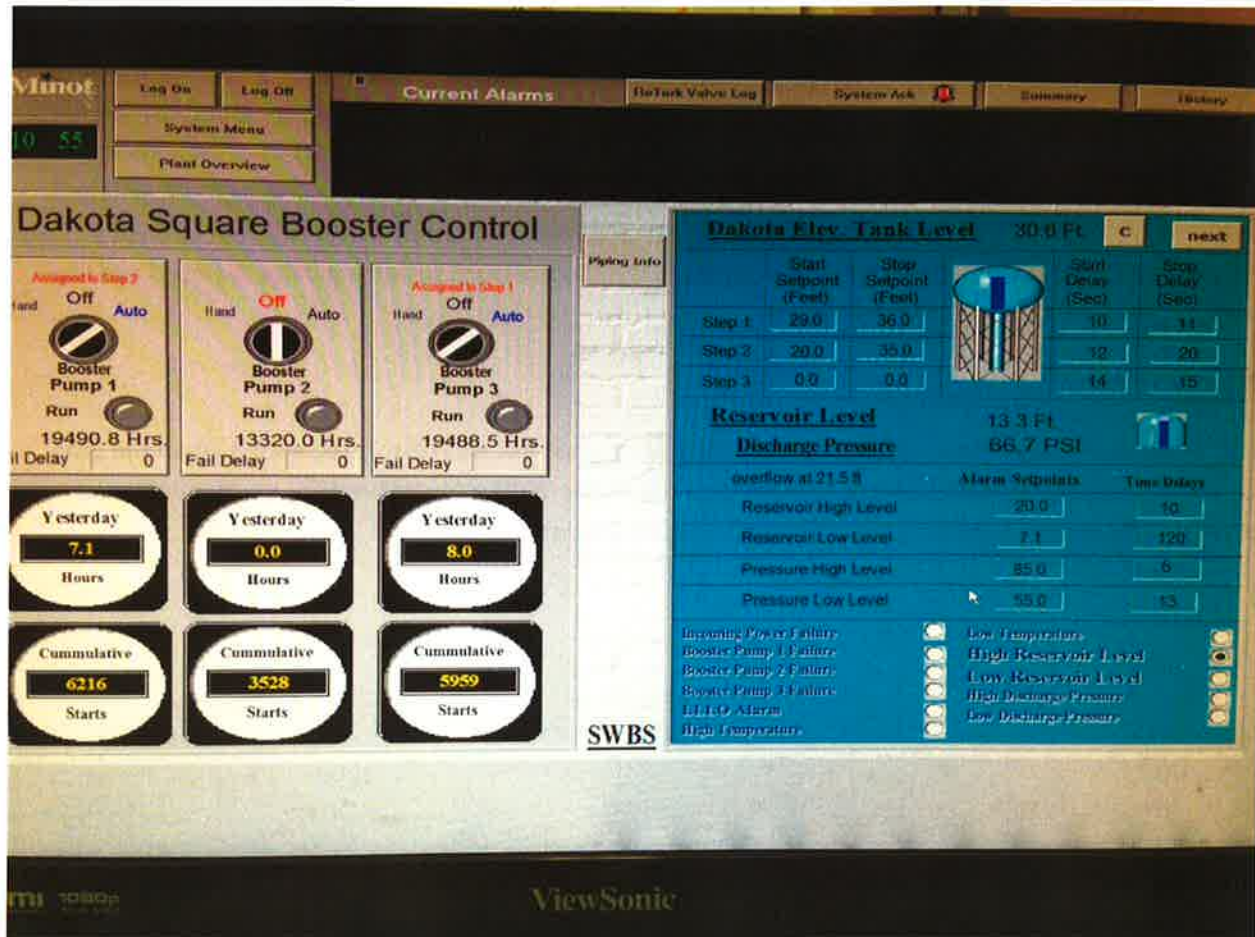 Minot
Log On
Log Off
Current Alarms
RoTork Valve Log
System Ack
Summary
History
10 55
System Menu
Plant Overview
Dakota Square Booster Control
Piping Info
Assigned to Step 2
Off
Auto
Booster
Pump 1
Run
19490.8 Hrs.
il Delay 0
Hand
Off
Auto
Booster
Pump 2
Run
13320.0 Hrs.
Fail Delay 0
Assigned to Step 1
Hand
Off
Auto
Booster
Pump 3
Run
19488.5 Hrs.
Fail Delay 0
Yesterday
7.1
Hours
Yesterday
0.0
Hours
Yesterday
8.0
Hours
Cummulative
6216
Starts
Cummulative
3528
Starts
Cummulative
5959
Starts
SWBS
Dakota Elev. Tank Level Ft. C next
Start Setpoint (Feet)
Stop Setpoint (Feet)
Start Delay (Sec)
Stop Delay (Sec)
Step 1 29.0 36.0 10 11
Step 2 20.0 35.0 12 20
Step 3 0.0 0.0 14 15
Reservoir Level 13.3 Ft.
Discharge Pressure 66.7 PSI
overflow at 21.5 ft Alarm Setpoints Time Delays
Reservoir High Level 20.0 10
Reservoir Low Level 7.1 120
Pressure High Level 85.0 6
Pressure Low Level 55.0 13
Incoming Power Failure
Booster Pump 1 Failure
Booster Pump 2 Failure
Booster Pump 3 Failure
Alarm
High Temperature
Low Temperature
High Reservoir Level
Low Reservoir Level
High Discharge Pressure
Low Discharge Pressure
1080p
ViewSonic